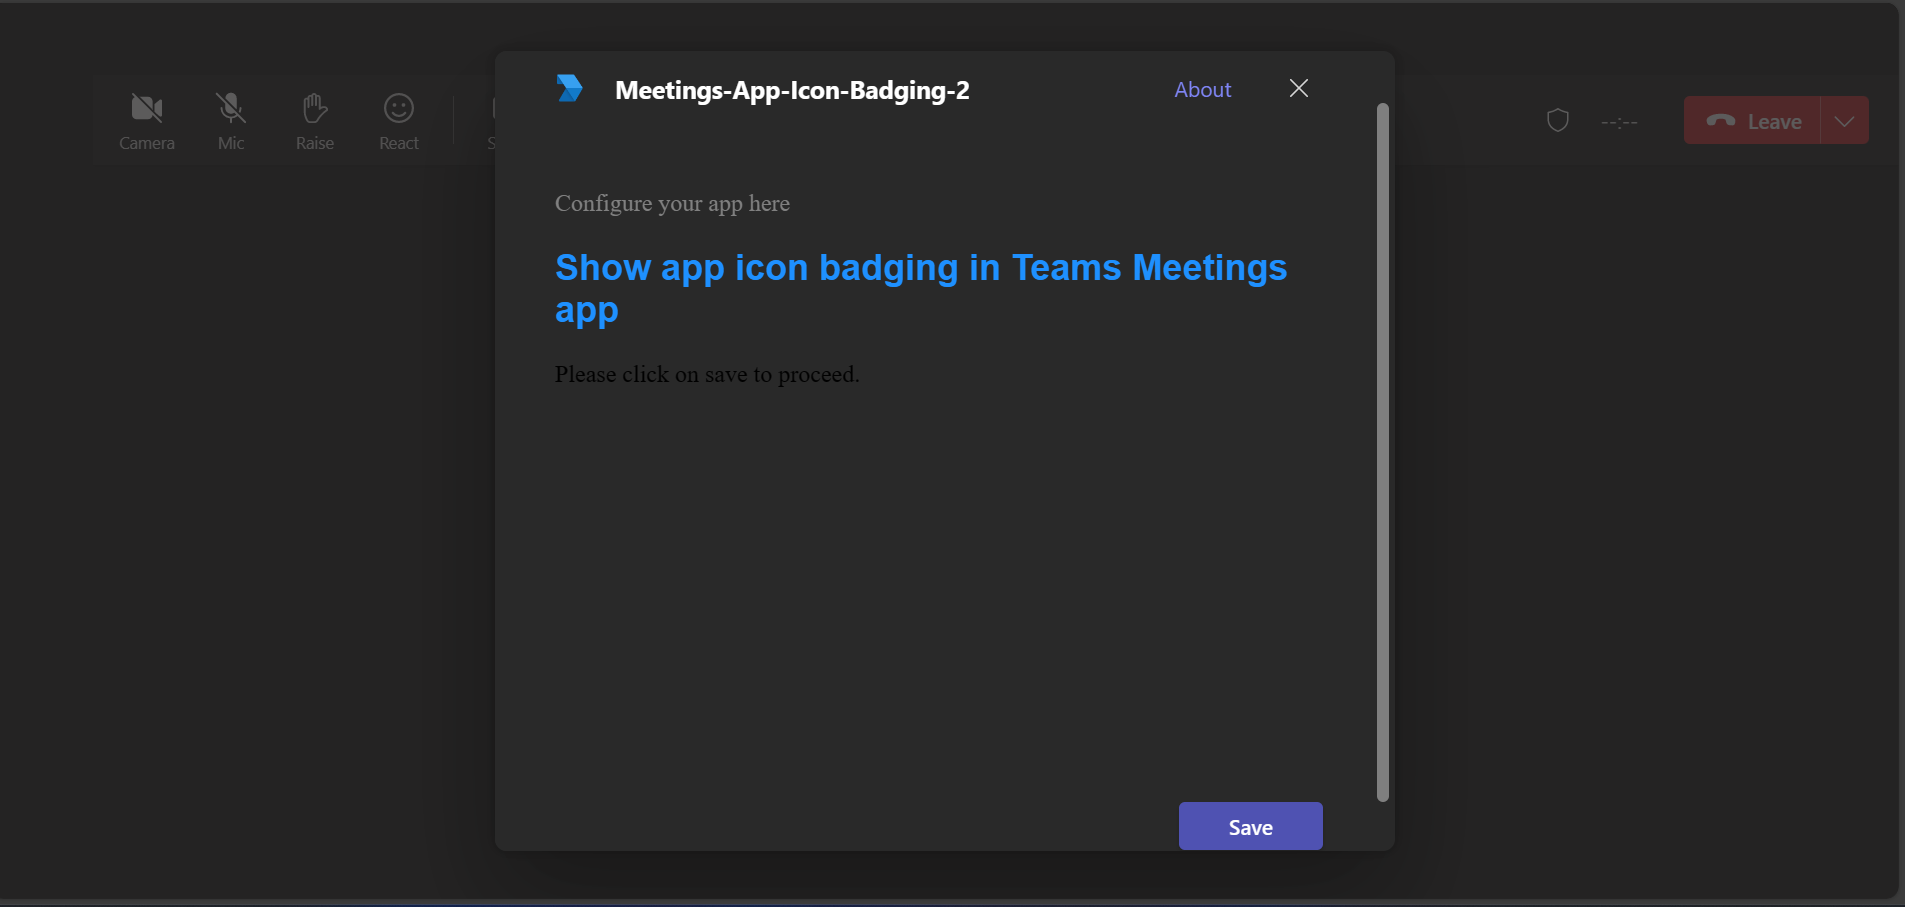 Meetings-App-Icon-Badging-2
About
Camera
Mic
Raise
React
--:--
Leave
Configure your app here
Show app icon badging in Teams Meetings
app
Please click on save to proceed.
Save